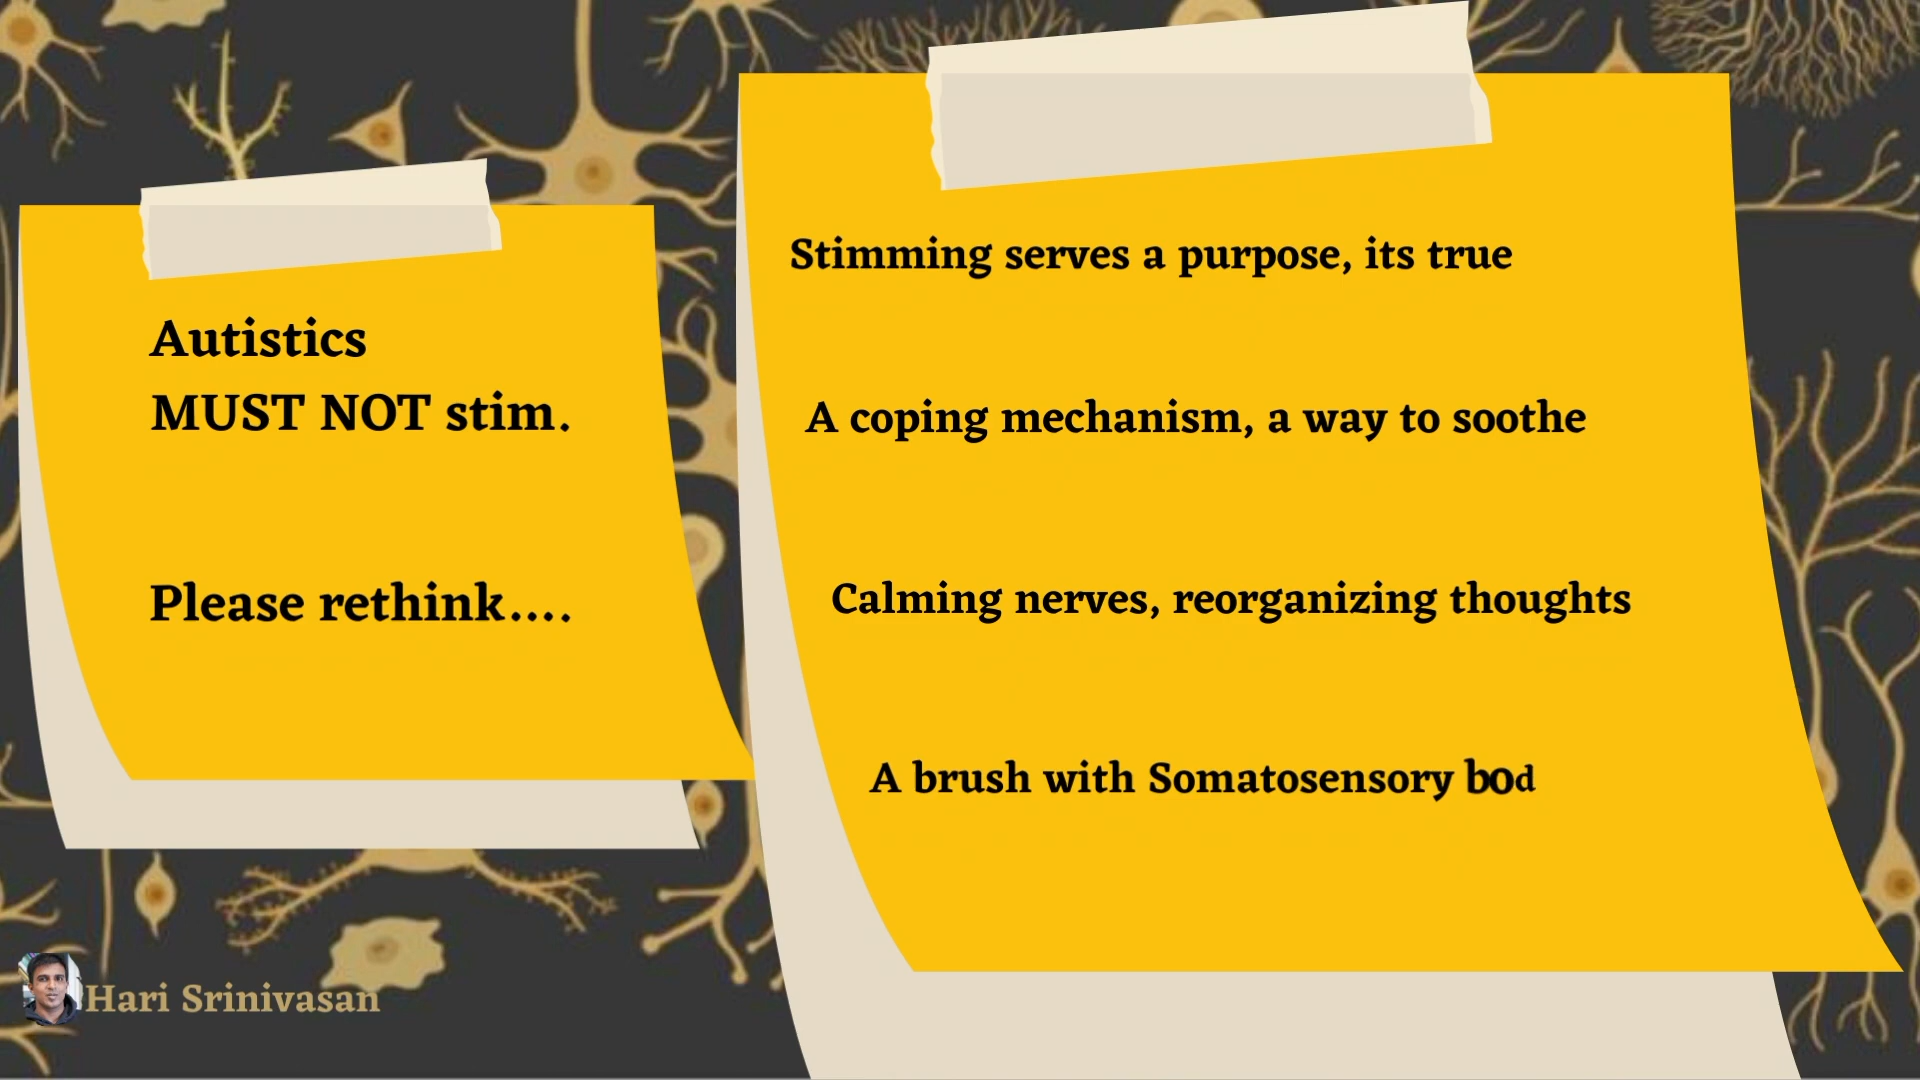 Autistics
MUST NOT stim.
Please rethink....
Stimming serves a purpose, its true
A coping mechanism, a way to soothe
Calming nerves, reorganizing thoughts
A brush with Somatosensory bod
Hari Srinivasan